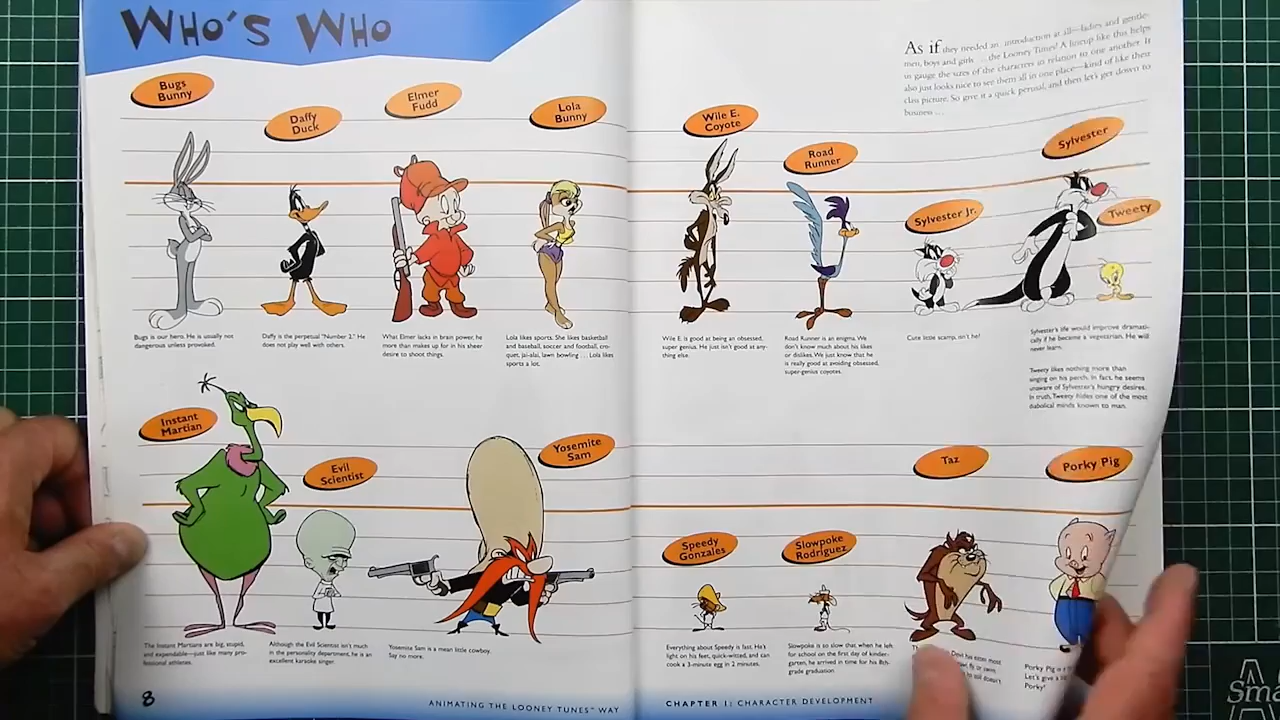 WHO'S WHO
As if they needed an introduction at all—ladies and gentle-
men, boys and girls ... the Looney Tunes! A lineup like this helps
us gauge the sizes of the characters in relation to one another. It
also just looks nice to see them all in one place—kind of like their
class picture. So give it a quick perusal, and then let's get down to
business ...
Bugs
Bunny
Daffy
Duck
Elmer
Fudd
Lola
Bunny
Wile E.
Coyote
Road
Runner
Sylvester Jr.
Sylvester
Tweety
Bugs is our hero. He is usually not
dangerous unless provoked.
Daffy is the perpetual "Number 2." He
does not play well with others.
What Elmer lacks in brain power, he
more than makes up for in his sheer
desire to shoot things.
Lola likes sports. She likes basketball
and baseball, soccer and football, cro-
quet, jai-alai, lawn bowling ... Lola likes
sports a lot.
Wile E. is good at being an obsessed,
super genius. He just isn't good at any-
thing else.
Road Runner is an enigma. We
don't know much about his likes
or dislikes. We just know that he
is really good at avoiding obsessed,
super-genius coyotes.
Cute little scamp, isn't he?
Sylvester's life would improve dramati-
cally if he became a vegetarian. He will
never learn.
Tweety likes nothing more than
singing on his perch. In fact, he seems
unaware of Sylvester's hungry desires.
In truth, Tweety hides one of the most
diabolical minds known to man.
Instant
Martian
Evil
Scientist
Yosemite
Sam
Speedy
Gonzales
Slowpoke
Rodriguez
Taz
Porky Pig
The Instant Martians are big, stupid,
and expendable—just like many pro-
fessional athletes.
Although the Evil Scientist isn't much
in the personality department, he is an
excellent karaoke singer.
Yosemite Sam is a mean little cowboy.
Say no more.
Everything about Speedy is fast. He's
light on his feet, quick-witted, and can
cook a 3-minute egg in 2 minutes.
Slowpoke is so slow that when he left
for school on the first day of kinder-
garten, he arrived in time for his 8th-
grade graduation.
Devil has eaten most
Porky Pig is
Let's give a
Porky!
8
ANIMATING THE LOONEY TUNES™ WAY
CHAPTER 1: CHARACTER DEVELOPMENT